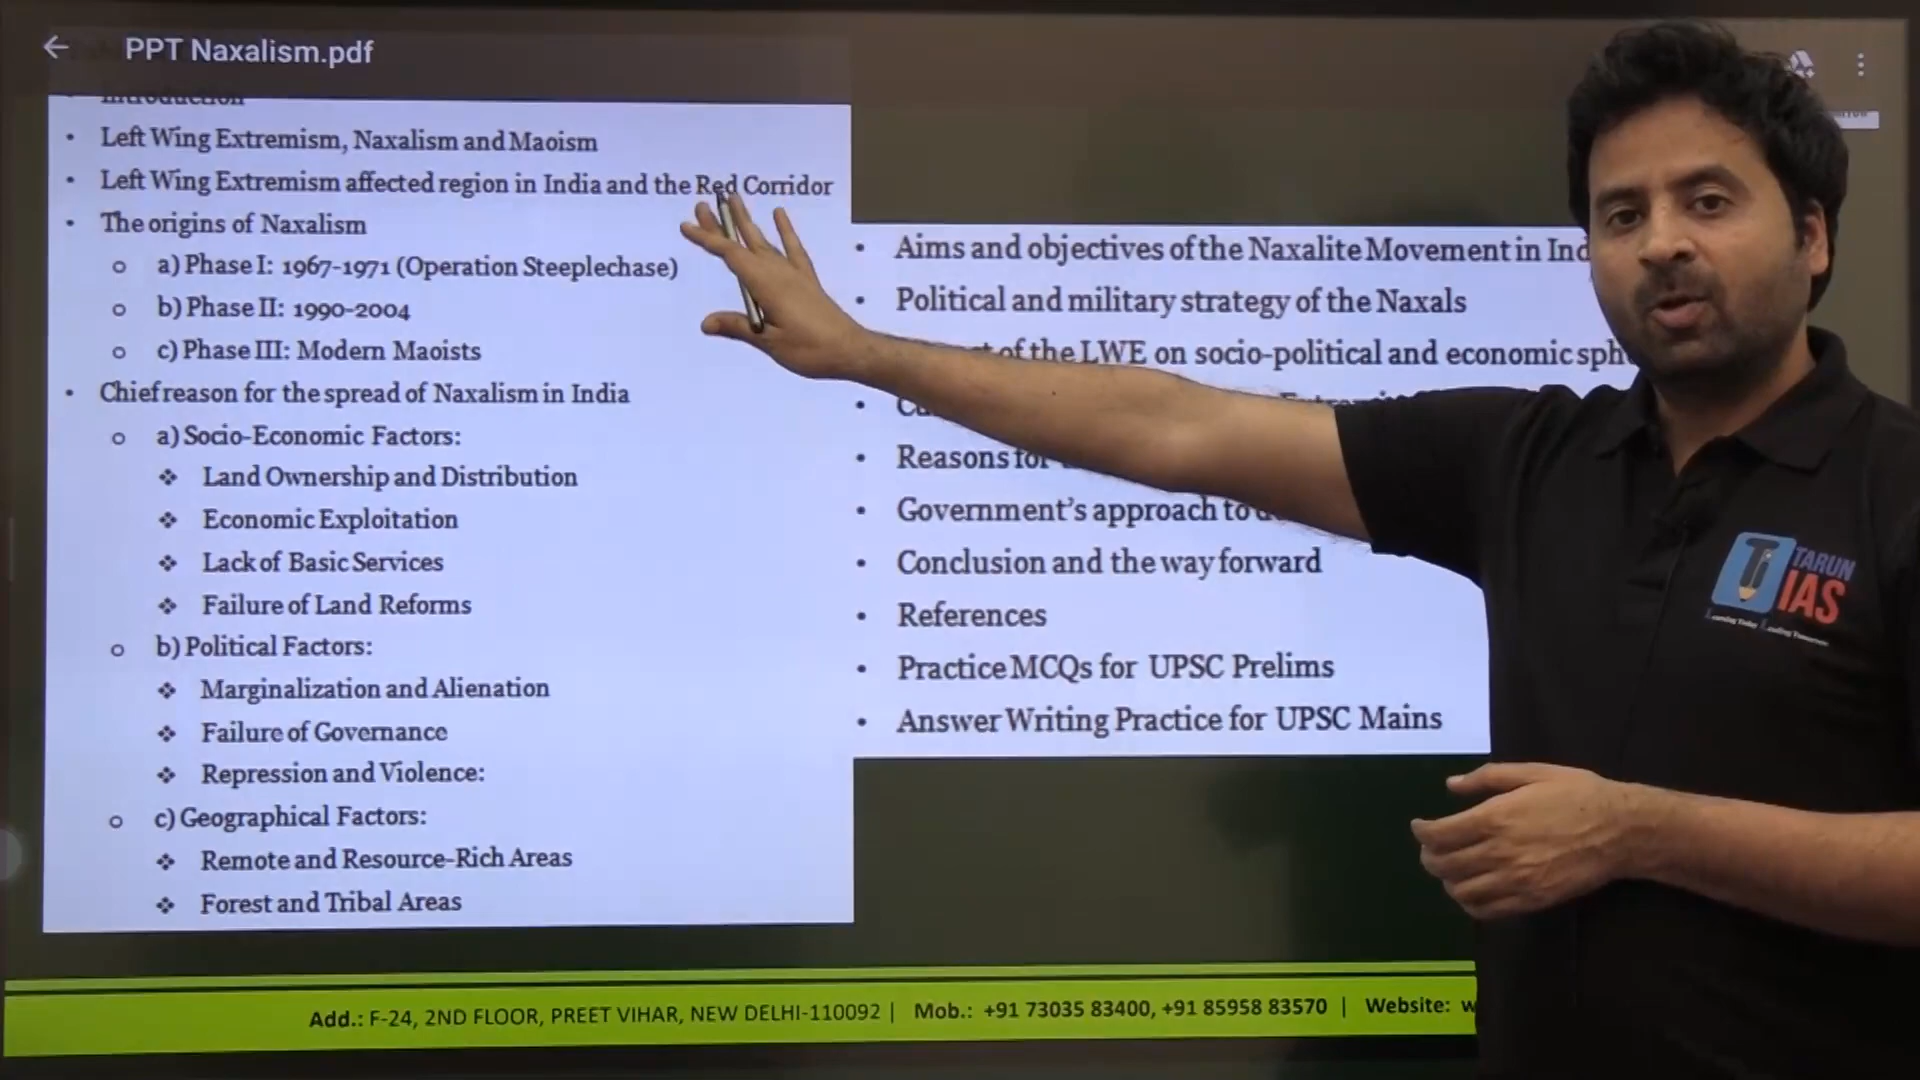 PPT Naxalism.pdf
Introduction
• Left Wing Extremism, Naxalism and Maoism
• Left Wing Extremism affected region in India and the Red Corridor
• The origins of Naxalism
o a) Phase I: 1967-1971 (Operation Steeplechase)
o b) Phase II: 1990-2004
o c) Phase III: Modern Maoists
• Chief reason for the spread of Naxalism in India
o a) Socio-Economic Factors:
❖ Land Ownership and Distribution
❖ Economic Exploitation
❖ Lack of Basic Services
❖ Failure of Land Reforms
o b) Political Factors:
❖ Marginalization and Alienation
❖ Failure of Governance
❖ Repression and Violence:
o c) Geographical Factors:
❖ Remote and Resource-Rich Areas
❖ Forest and Tribal Areas
• Aims and objectives of the Naxalite Movement in Ind
• Political and military strategy of the Naxals
of the LWE on socio-political and economic sph
•
• Reasons for
• Government's approach to
• Conclusion and the way forward
• References
• Practice MCQs for UPSC Prelims
• Answer Writing Practice for UPSC Mains
TARUN
IAS
Learning Today Leading Tomorrow
Add.: F-24, 2ND FLOOR, PREET VIHAR, NEW DELHI-110092 | Mob.: +91 73035 83400, +91 85958 83570 | Website: w